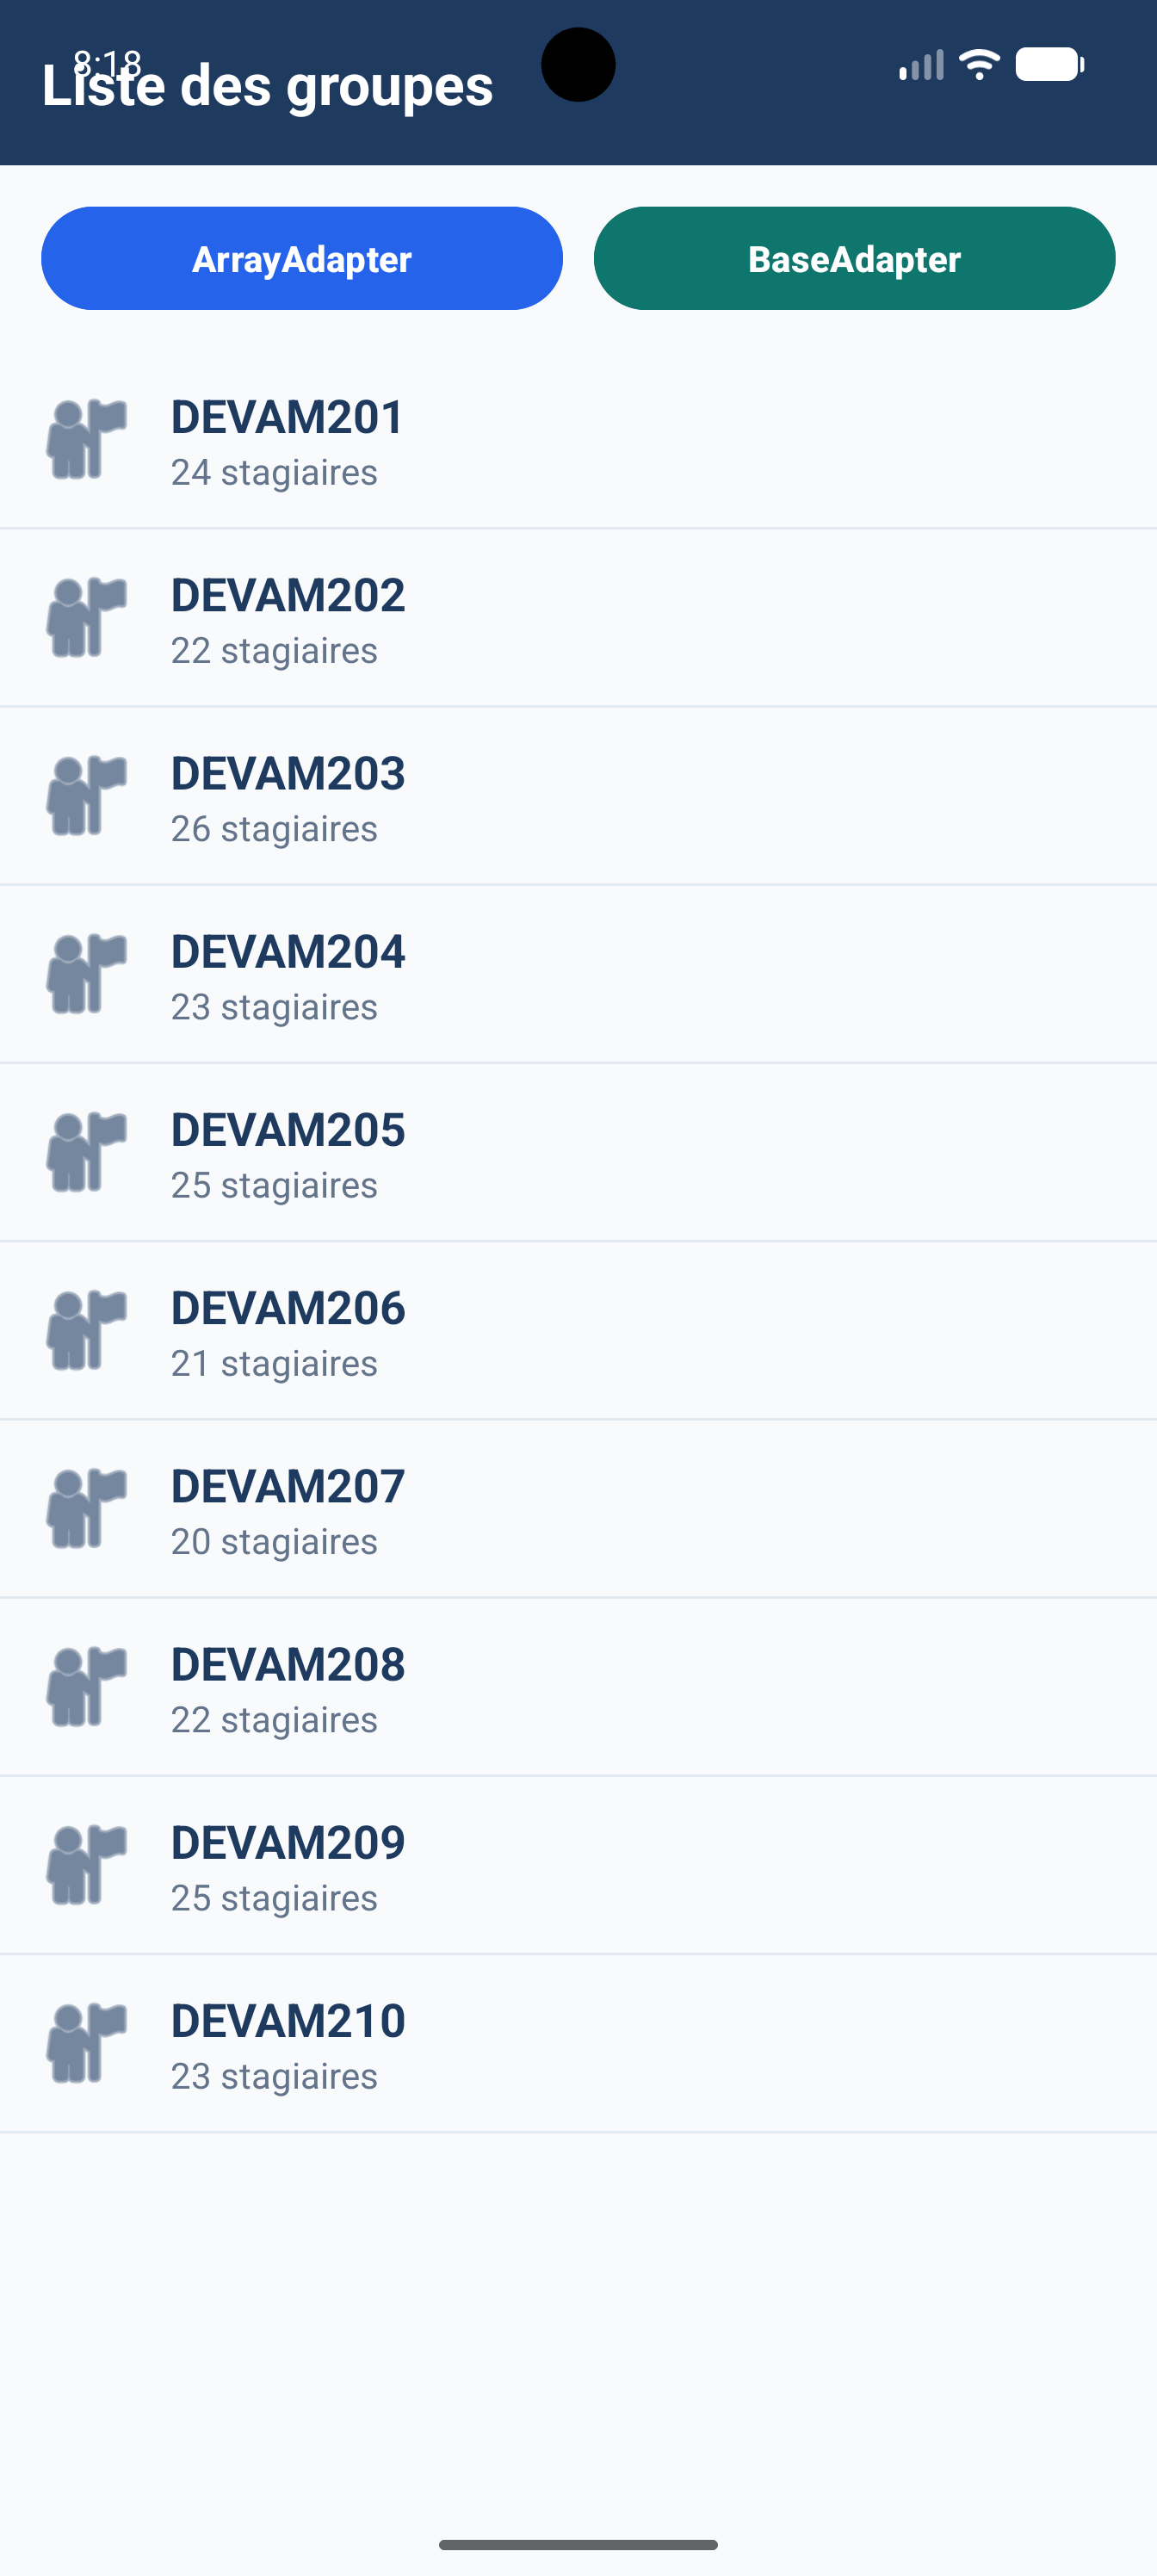 8:18
Liste des groupes
ArrayAdapter
BaseAdapter
DEVAM201
24 stagiaires
DEVAM202
22 stagiaires
DEVAM203
26 stagiaires
DEVAM204
23 stagiaires
DEVAM205
25 stagiaires
DEVAM206
21 stagiaires
DEVAM207
20 stagiaires
DEVAM208
22 stagiaires
DEVAM209
25 stagiaires
DEVAM210
23 stagiaires